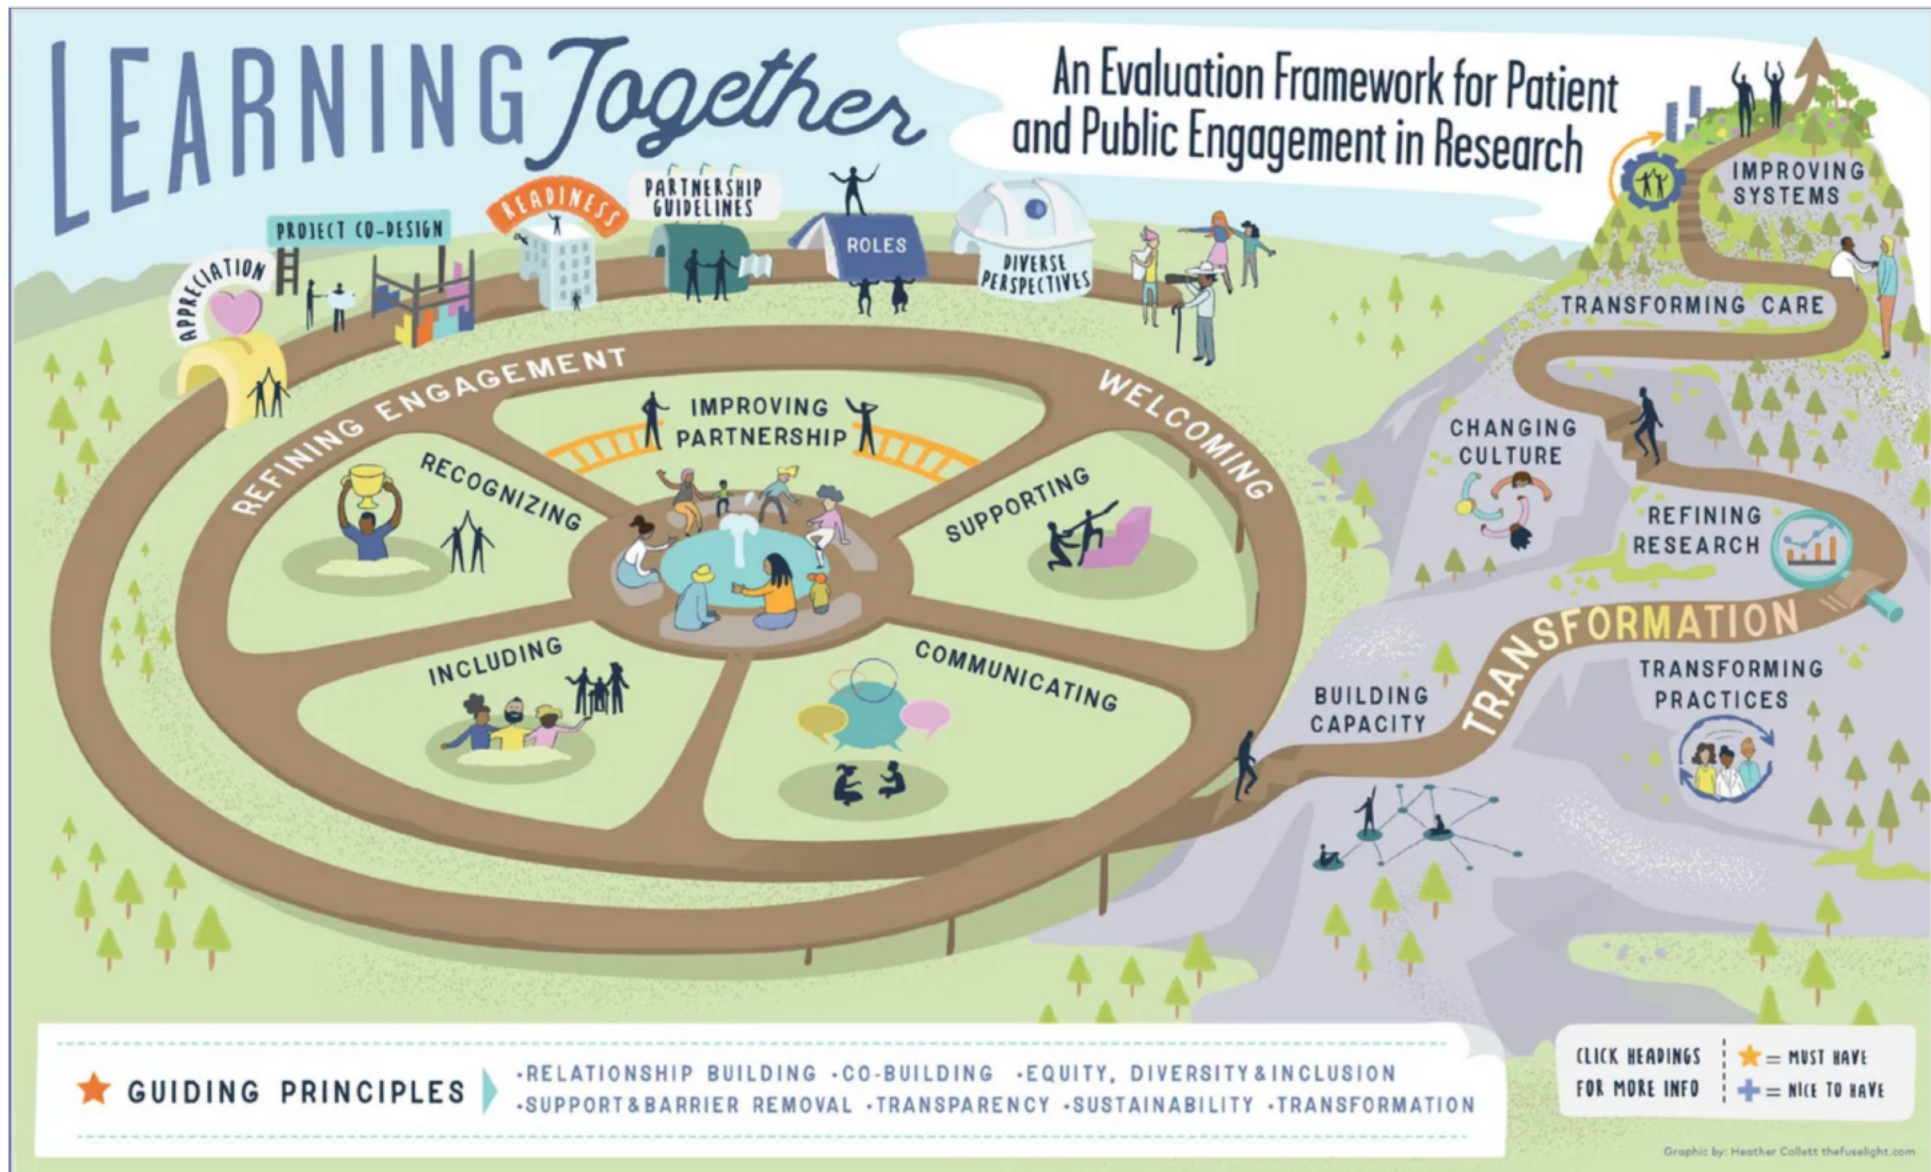 LEARNING Together
An Evaluation Framework for Patient
and Public Engagement in Research
APPRECIATION
PROJECT CO-DESIGN
READINESS
PARTNERSHIP
GUIDELINES
ROLES
DIVERSE
PERSPECTIVES
REFINING ENGAGEMENT
WELCOMING
IMPROVING
PARTNERSHIP
RECOGNIZING
SUPPORTING
INCLUDING
COMMUNICATING
IMPROVING
SYSTEMS
TRANSFORMING CARE
CHANGING
CULTURE
REFINING
RESEARCH
TRANSFORMATION
TRANSFORMING
PRACTICES
BUILDING
CAPACITY
GUIDING PRINCIPLES
•RELATIONSHIP BUILDING •CO-BUILDING •EQUITY, DIVERSITY & INCLUSION
•SUPPORT & BARRIER REMOVAL •TRANSPARENCY •SUSTAINABILITY •TRANSFORMATION
CLICK HEADINGS
FOR MORE INFO
= MUST HAVE
= NICE TO HAVE
Graphic by: Heather Collett thefuselight.com